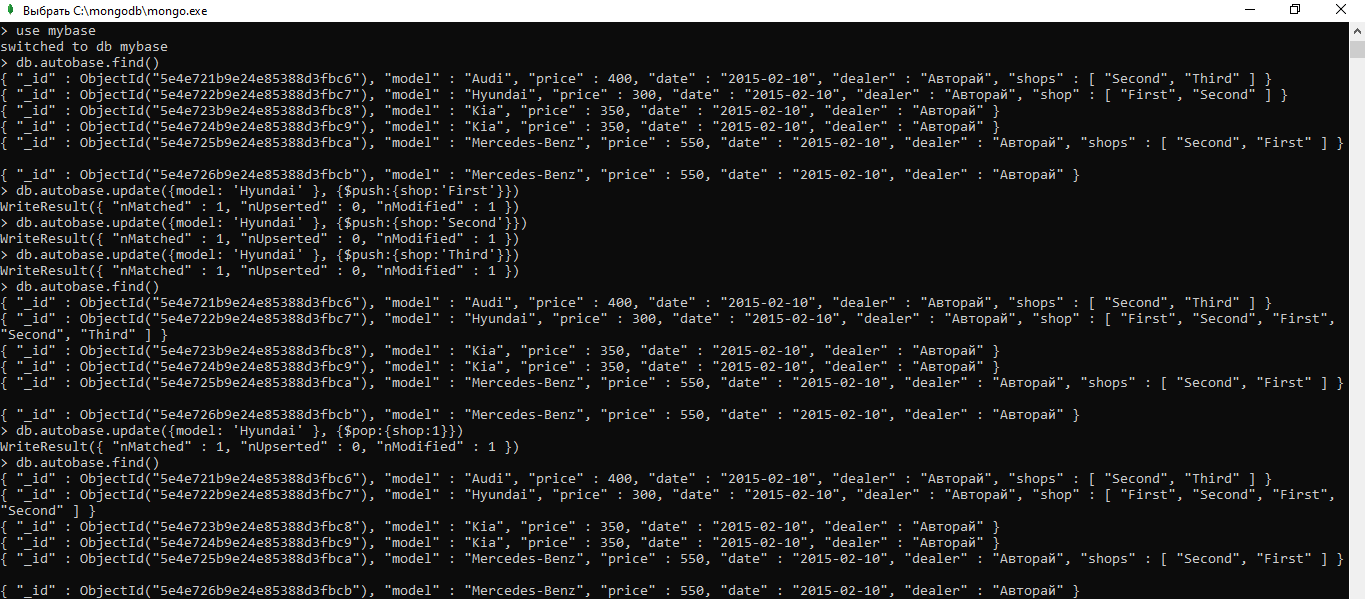 Выбрать C:\mongodb\mongo.exe
> use mybase
switched to db mybase
> db.autobase.find()
{ "_id" : ObjectId("5e4e721b9e24e85388d3fbc6"), "model" : "Audi", "price" : 400, "date" : "2015-02-10", "dealer" : "Авторай", "shops" : [ "Second", "Third" ] }
{ "_id" : ObjectId("5e4e722b9e24e85388d3fbc7"), "model" : "Hyundai", "price" : 300, "date" : "2015-02-10", "dealer" : "Авторай", "shop" : [ "First", "Second" ] }
{ "_id" : ObjectId("5e4e723b9e24e85388d3fbc8"), "model" : "Kia", "price" : 350, "date" : "2015-02-10", "dealer" : "Авторай" }
{ "_id" : ObjectId("5e4e724b9e24e85388d3fbc9"), "model" : "Kia", "price" : 350, "date" : "2015-02-10", "dealer" : "Авторай" }
{ "_id" : ObjectId("5e4e725b9e24e85388d3fbca"), "model" : "Mercedes-Benz", "price" : 550, "date" : "2015-02-10", "dealer" : "Авторай", "shops" : [ "Second", "First" ] }
{ "_id" : ObjectId("5e4e726b9e24e85388d3fbcb"), "model" : "Mercedes-Benz", "price" : 550, "date" : "2015-02-10", "dealer" : "Авторай" }
> db.autobase.update({model: 'Hyundai' }, {$push:{shop:'First'}})
WriteResult({ "nMatched" : 1, "nUpserted" : 0, "nModified" : 1 })
> db.autobase.update({model: 'Hyundai' }, {$push:{shop:'Second'}})
WriteResult({ "nMatched" : 1, "nUpserted" : 0, "nModified" : 1 })
> db.autobase.update({model: 'Hyundai' }, {$push:{shop:'Third'}})
WriteResult({ "nMatched" : 1, "nUpserted" : 0, "nModified" : 1 })
> db.autobase.find()
{ "_id" : ObjectId("5e4e721b9e24e85388d3fbc6"), "model" : "Audi", "price" : 400, "date" : "2015-02-10", "dealer" : "Авторай", "shops" : [ "Second", "Third" ] }
{ "_id" : ObjectId("5e4e722b9e24e85388d3fbc7"), "model" : "Hyundai", "price" : 300, "date" : "2015-02-10", "dealer" : "Авторай", "shop" : [ "First", "Second", "First",
"Second", "Third" ] }
{ "_id" : ObjectId("5e4e723b9e24e85388d3fbc8"), "model" : "Kia", "price" : 350, "date" : "2015-02-10", "dealer" : "Авторай" }
{ "_id" : ObjectId("5e4e724b9e24e85388d3fbc9"), "model" : "Kia", "price" : 350, "date" : "2015-02-10", "dealer" : "Авторай" }
{ "_id" : ObjectId("5e4e725b9e24e85388d3fbca"), "model" : "Mercedes-Benz", "price" : 550, "date" : "2015-02-10", "dealer" : "Авторай", "shops" : [ "Second", "First" ] }
{ "_id" : ObjectId("5e4e726b9e24e85388d3fbcb"), "model" : "Mercedes-Benz", "price" : 550, "date" : "2015-02-10", "dealer" : "Авторай" }
> db.autobase.update({model: 'Hyundai' }, {$pop:{shop:1}})
WriteResult({ "nMatched" : 1, "nUpserted" : 0, "nModified" : 1 })
> db.autobase.find()
{ "_id" : ObjectId("5e4e721b9e24e85388d3fbc6"), "model" : "Audi", "price" : 400, "date" : "2015-02-10", "dealer" : "Авторай", "shops" : [ "Second", "Third" ] }
{ "_id" : ObjectId("5e4e722b9e24e85388d3fbc7"), "model" : "Hyundai", "price" : 300, "date" : "2015-02-10", "dealer" : "Авторай", "shop" : [ "First", "Second", "First",
"Second" ] }
{ "_id" : ObjectId("5e4e723b9e24e85388d3fbc8"), "model" : "Kia", "price" : 350, "date" : "2015-02-10", "dealer" : "Авторай" }
{ "_id" : ObjectId("5e4e724b9e24e85388d3fbc9"), "model" : "Kia", "price" : 350, "date" : "2015-02-10", "dealer" : "Авторай" }
{ "_id" : ObjectId("5e4e725b9e24e85388d3fbca"), "model" : "Mercedes-Benz", "price" : 550, "date" : "2015-02-10", "dealer" : "Авторай", "shops" : [ "Second", "First" ] }
{ "_id" : ObjectId("5e4e726b9e24e85388d3fbcb"), "model" : "Mercedes-Benz", "price" : 550, "date" : "2015-02-10", "dealer" : "Авторай" }